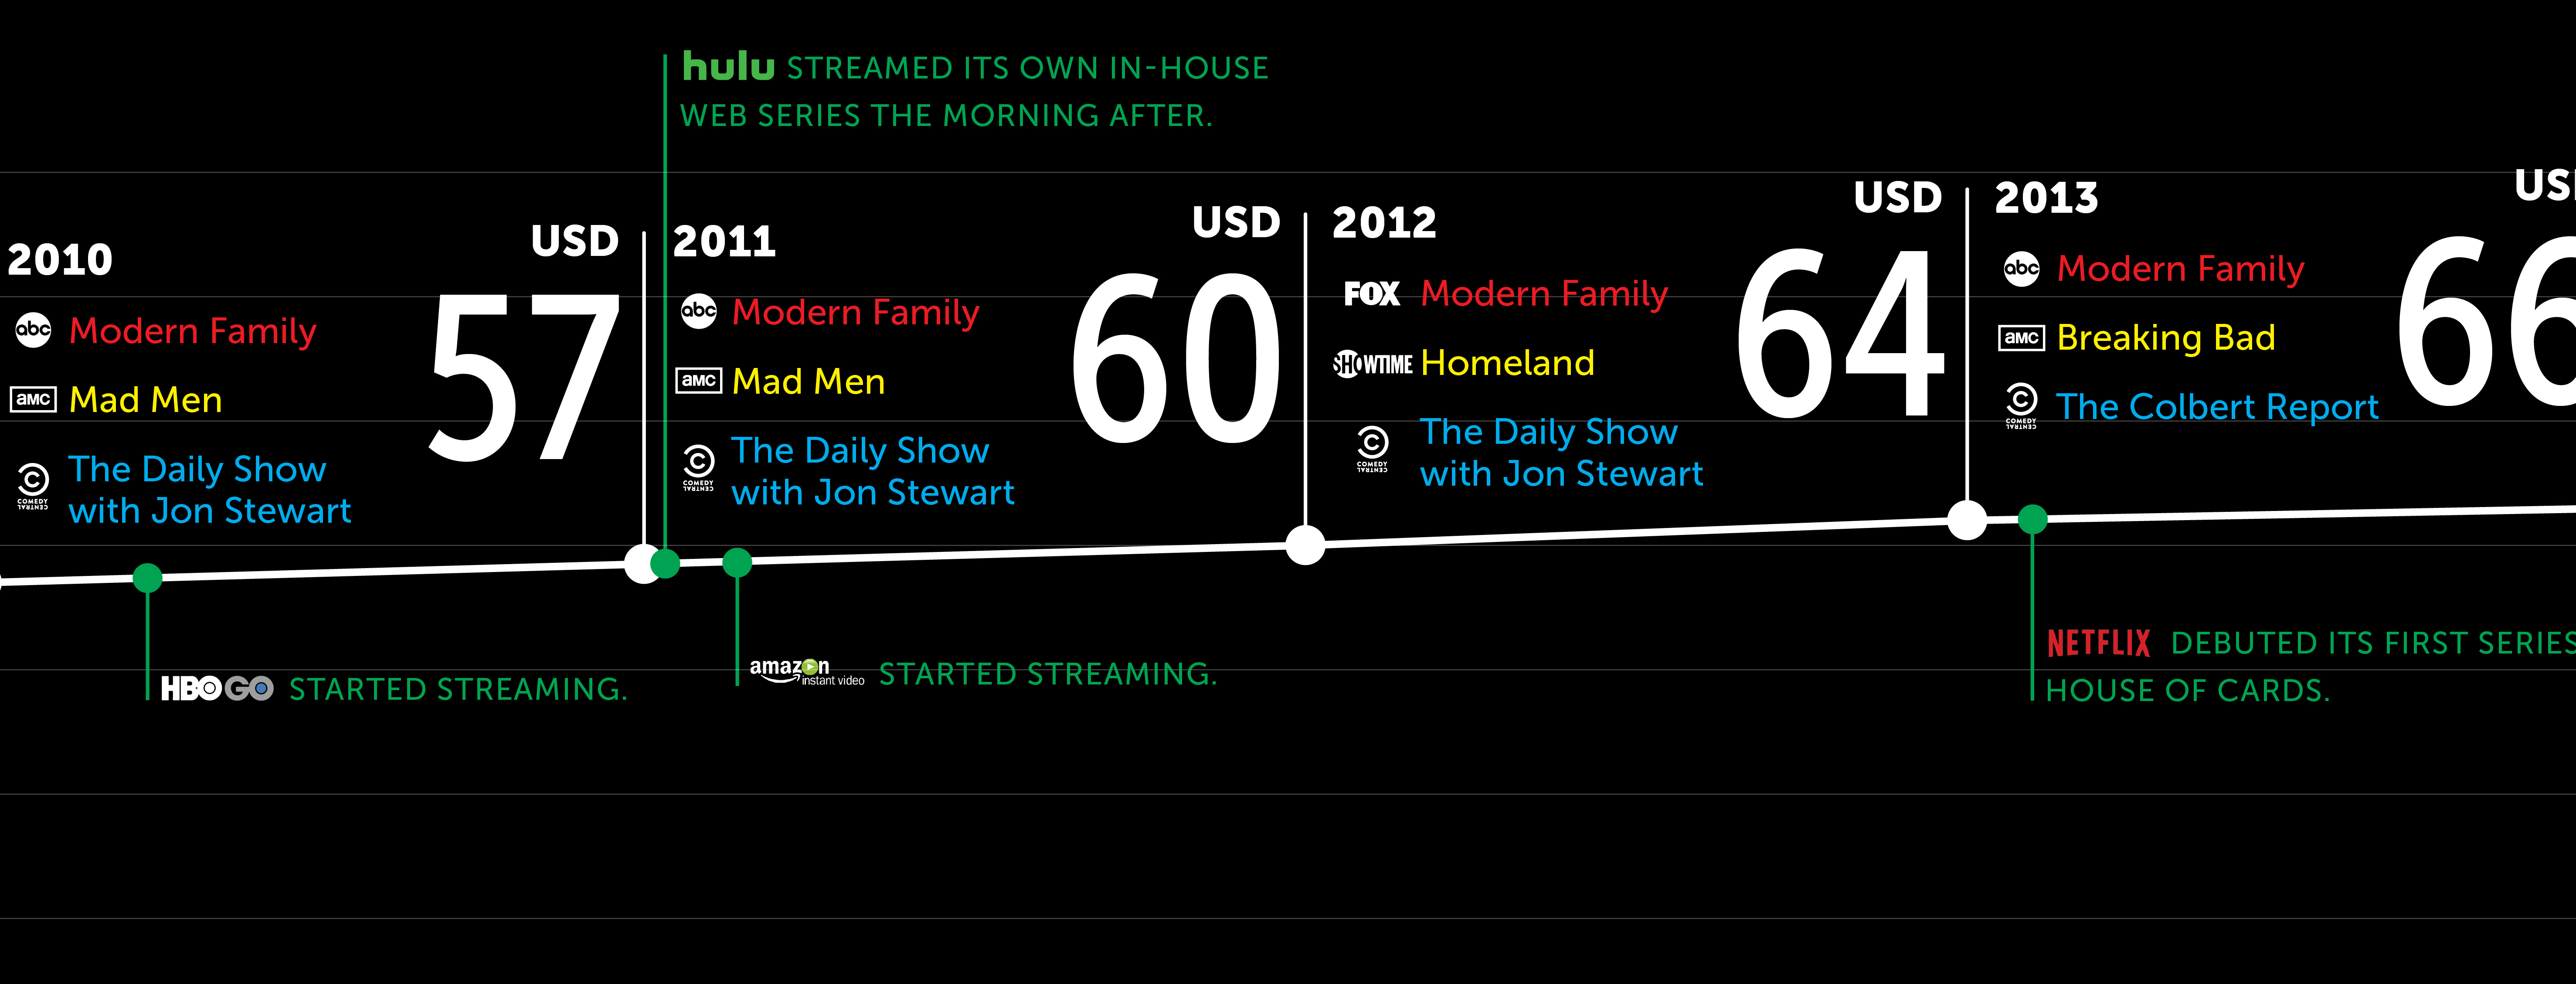 hulu STREAMED ITS OWN IN-HOUSE
WEB SERIES THE MORNING AFTER.
2010
abc Modern Family
amc Mad Men
COMEDY CENTRAL The Daily Show
with Jon Stewart
USD
57
HBO GO STARTED STREAMING.
2011
abc Modern Family
amc Mad Men
COMEDY CENTRAL The Daily Show
with Jon Stewart
USD
60
amazon instant video STARTED STREAMING.
2012
FOX Modern Family
SHOWTIME Homeland
COMEDY CENTRAL The Daily Show
with Jon Stewart
USD
64
2013
abc Modern Family
amc Breaking Bad
COMEDY CENTRAL The Colbert Report
US
66
NETFLIX DEBUTED ITS FIRST SERIES
HOUSE OF CARDS.